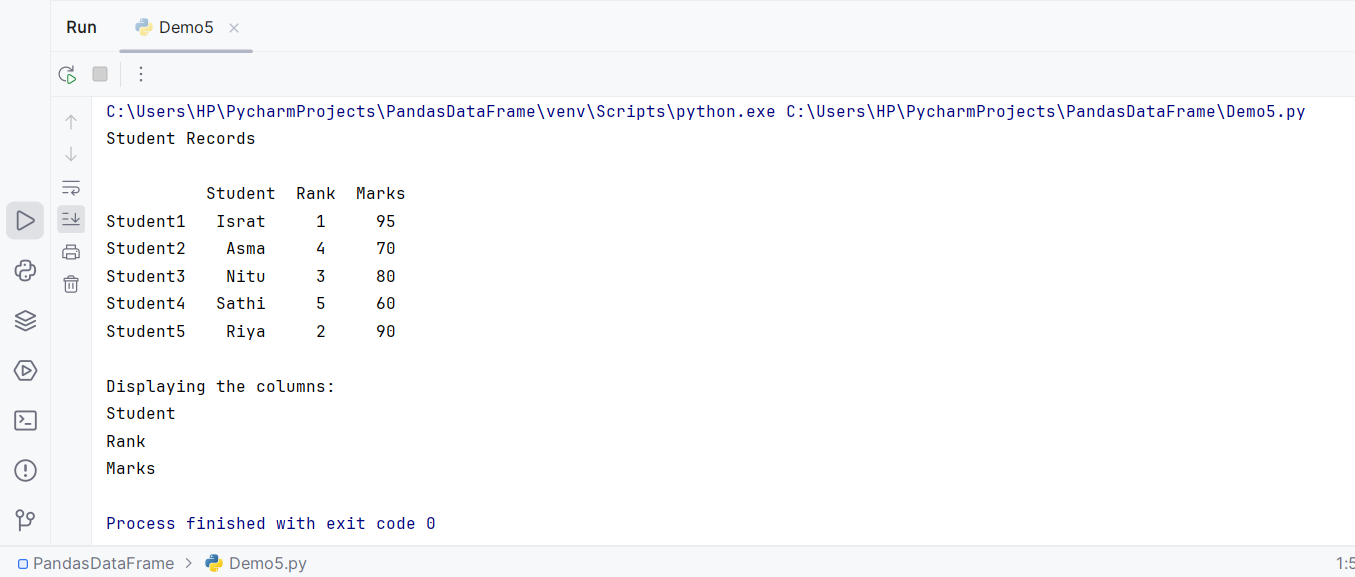 Run Demo5
C:\Users\HP\PycharmProjects\PandasDataFrame\venv\Scripts\python.exe C:\Users\HP\PycharmProjects\PandasDataFrame\Demo5.py
Student Records
Student Rank Marks
Student1 Israt 1 95
Student2 Asma 4 70
Student3 Nitu 3 80
Student4 Sathi 5 60
Student5 Riya 2 90
Displaying the columns:
Student
Rank
Marks
Process finished with exit code 0
PandasDataFrame > Demo5.py 1:5